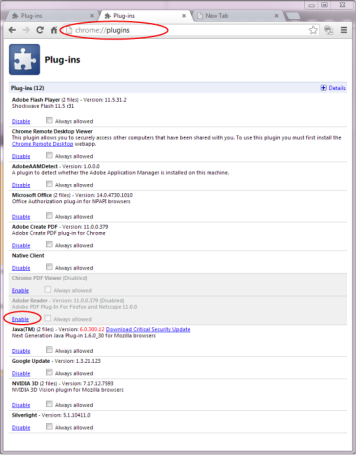 Plug-ins
Plug-ins
New Tab
chrome://plugins
Plug-ins
Plug-ins (12)
Details
Adobe Flash Player (2 files) - Version: 11.5.31.2
Shockwave Flash 11.5 r31
Disable Always allowed
Chrome Remote Desktop Viewer
This plugin allows you to securely access other computers that have been shared with you. To use this plugin you must first install the
Chrome Remote Desktop webapp.
Disable Always allowed
AdobeAAMDetect - Version: 1.0.0.0
A plugin to detect whether the Adobe Application Manager is installed on this machine.
Disable Always allowed
Microsoft Office (2 files) - Version: 14.0.4730.1010
Office Authorization plug-in for NPAPI browsers
Disable Always allowed
Adobe Create PDF - Version: 11.0.0.379
Adobe Create PDF plug-in for Chrome
Disable Always allowed
Native Client
Disable Always allowed
Chrome PDF Viewer (Disabled)
Enable Always allowed
Adobe Reader - Version: 11.0.0.379 (Disabled)
Adobe PDF Plug-In For Firefox and Netscape 11.0.0
Enable Always allowed
Java(TM) (2 files) - Version: 6.0.300.12 Download Critical Security Update
Next Generation Java Plug-in 1.6.0_30 for Mozilla browsers
Disable Always allowed
Google Update - Version: 1.3.21.123
Disable Always allowed
NVIDIA 3D (2 files) - Version: 7.17.12.7593
NVIDIA 3D Vision plugin for Mozilla browsers
Disable Always allowed
Silverlight - Version: 5.1.10411.0